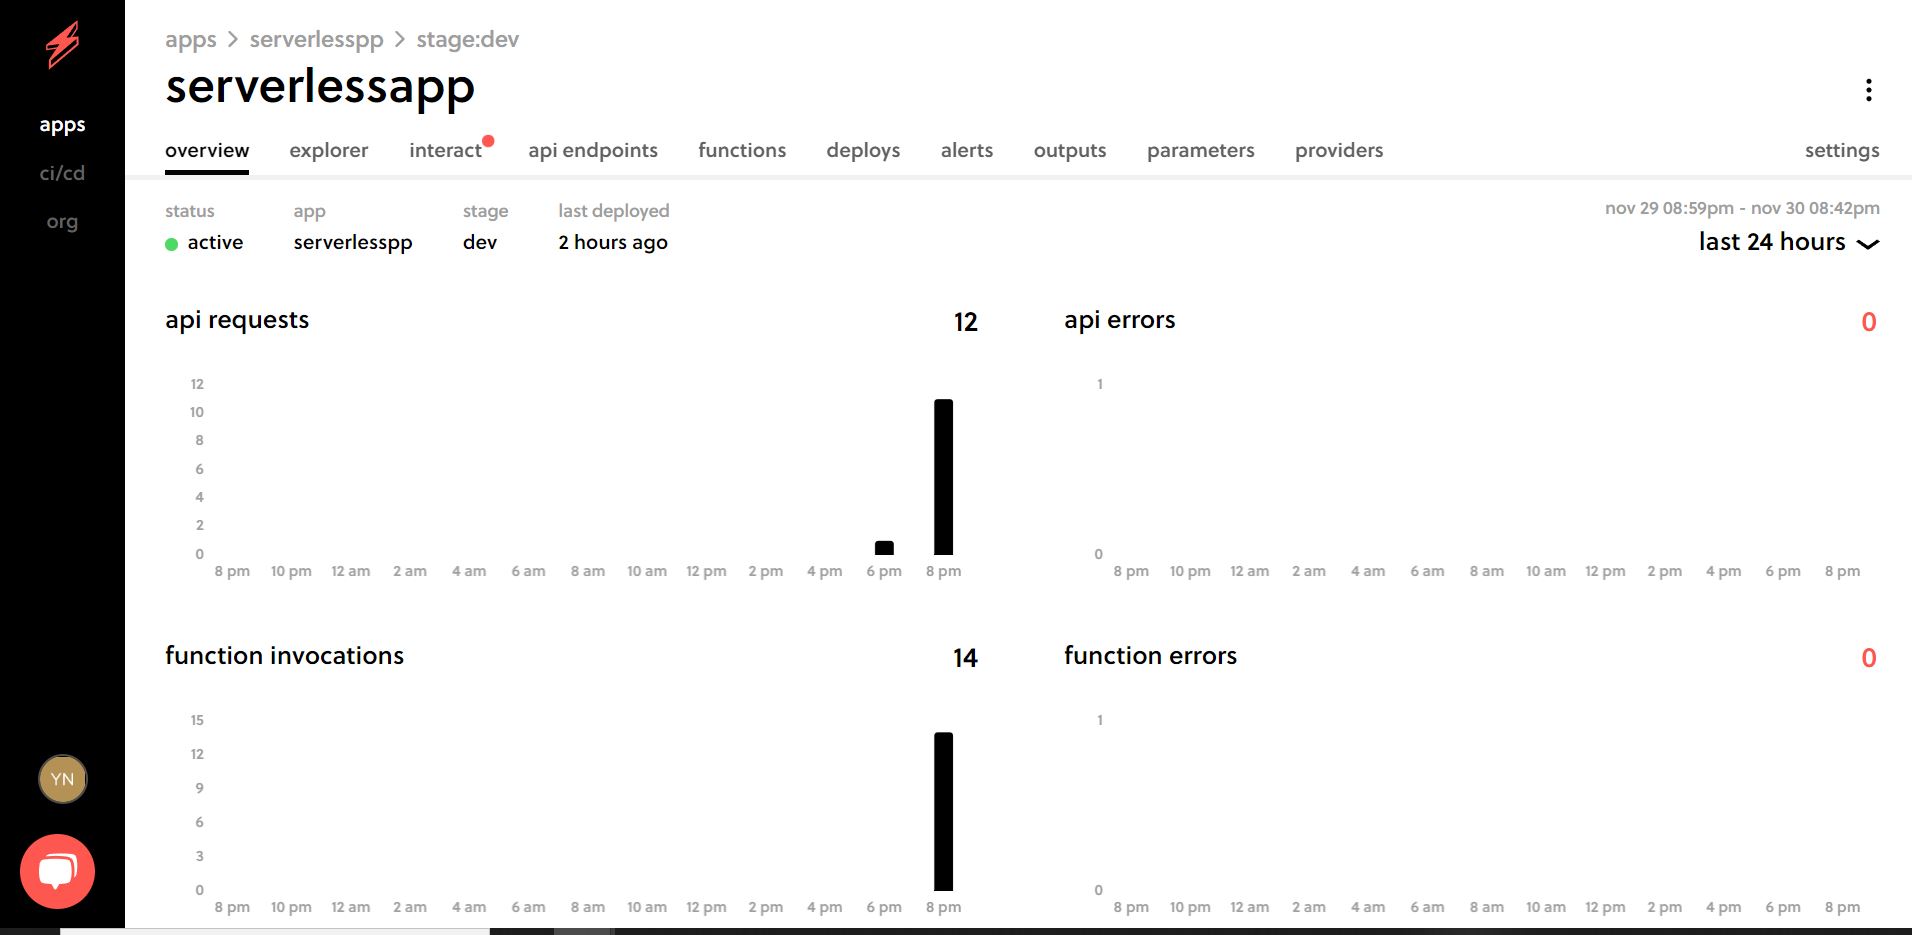 apps > serverlesspp > stage:dev
serverlessapp
apps
ci/cd
org
overview explorer interact api endpoints functions deploys alerts outputs parameters providers settings
status app stage last deployed
active serverlesspp dev 2 hours ago
nov 29 08:59pm - nov 30 08:42pm
last 24 hours
api requests 12
12
10
8
6
4
2
0
8 pm 10 pm 12 am 2 am 4 am 6 am 8 am 10 am 12 pm 2 pm 4 pm 6 pm 8 pm
api errors 0
1
0
8 pm 10 pm 12 am 2 am 4 am 6 am 8 am 10 am 12 pm 2 pm 4 pm 6 pm 8 pm
function invocations 14
15
12
9
6
3
0
8 pm 10 pm 12 am 2 am 4 am 6 am 8 am 10 am 12 pm 2 pm 4 pm 6 pm 8 pm
function errors 0
1
0
8 pm 10 pm 12 am 2 am 4 am 6 am 8 am 10 am 12 pm 2 pm 4 pm 6 pm 8 pm
YN